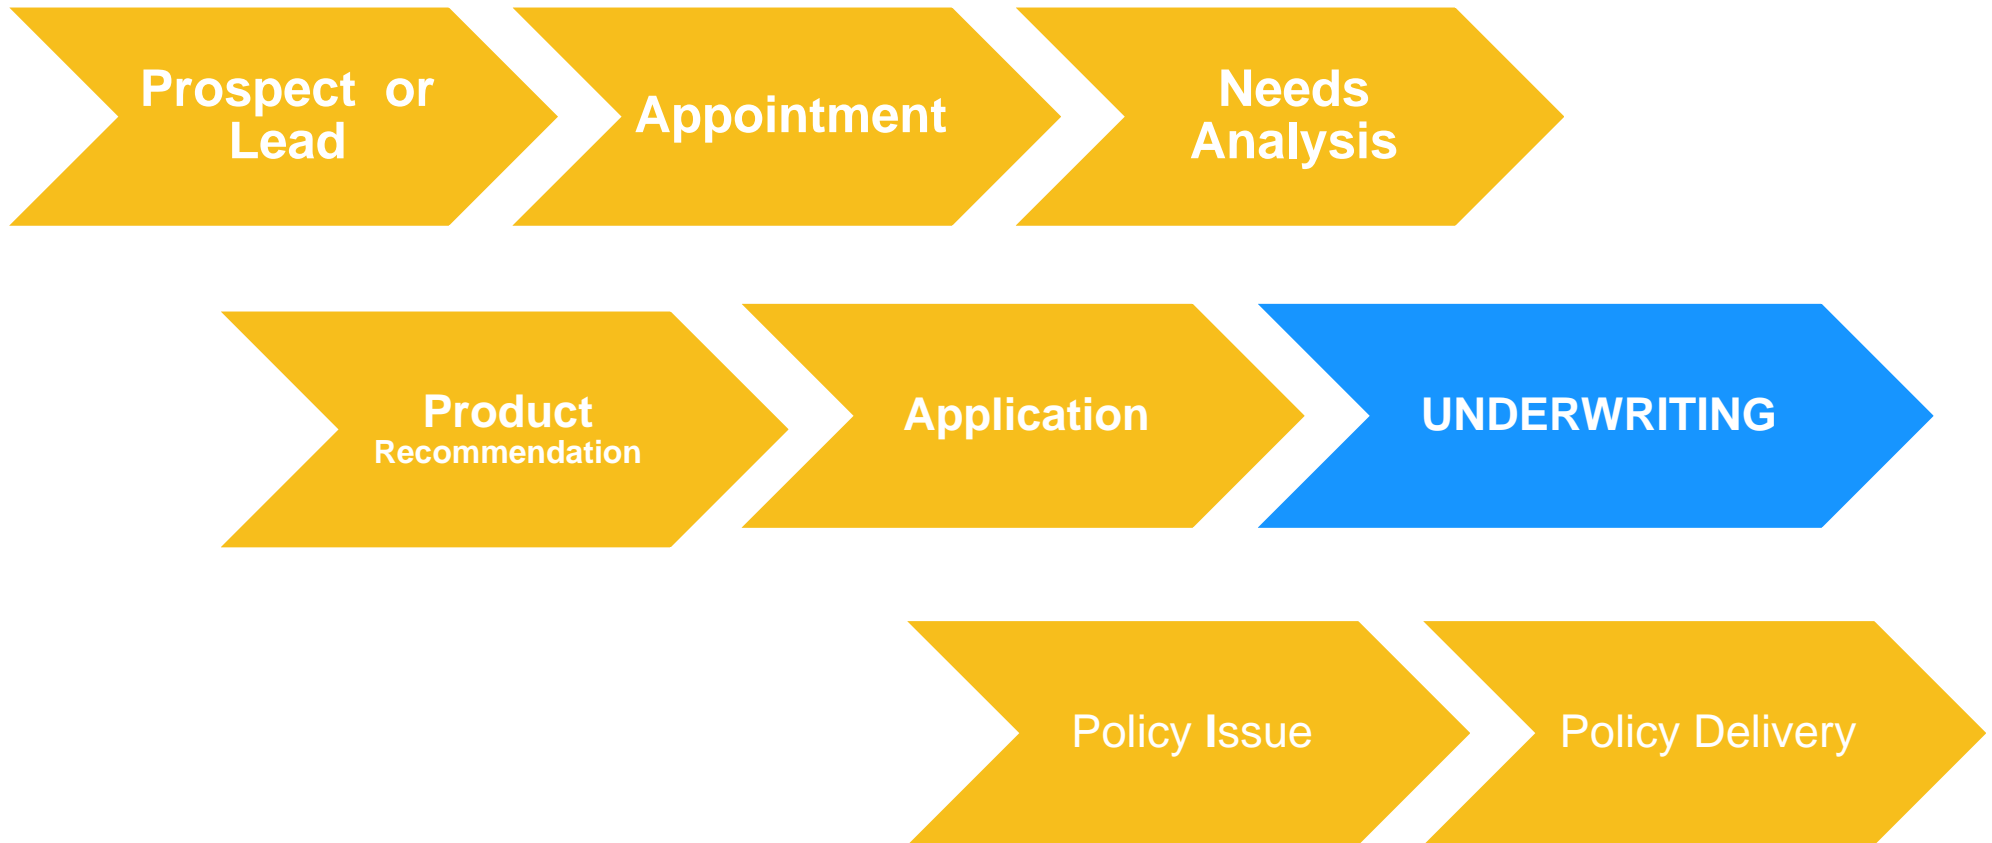 Prospect or
Lead
Appointment
Needs
Analysis
Product
Recommendation
Application
UNDERWRITING
Policy Issue
Policy Delivery